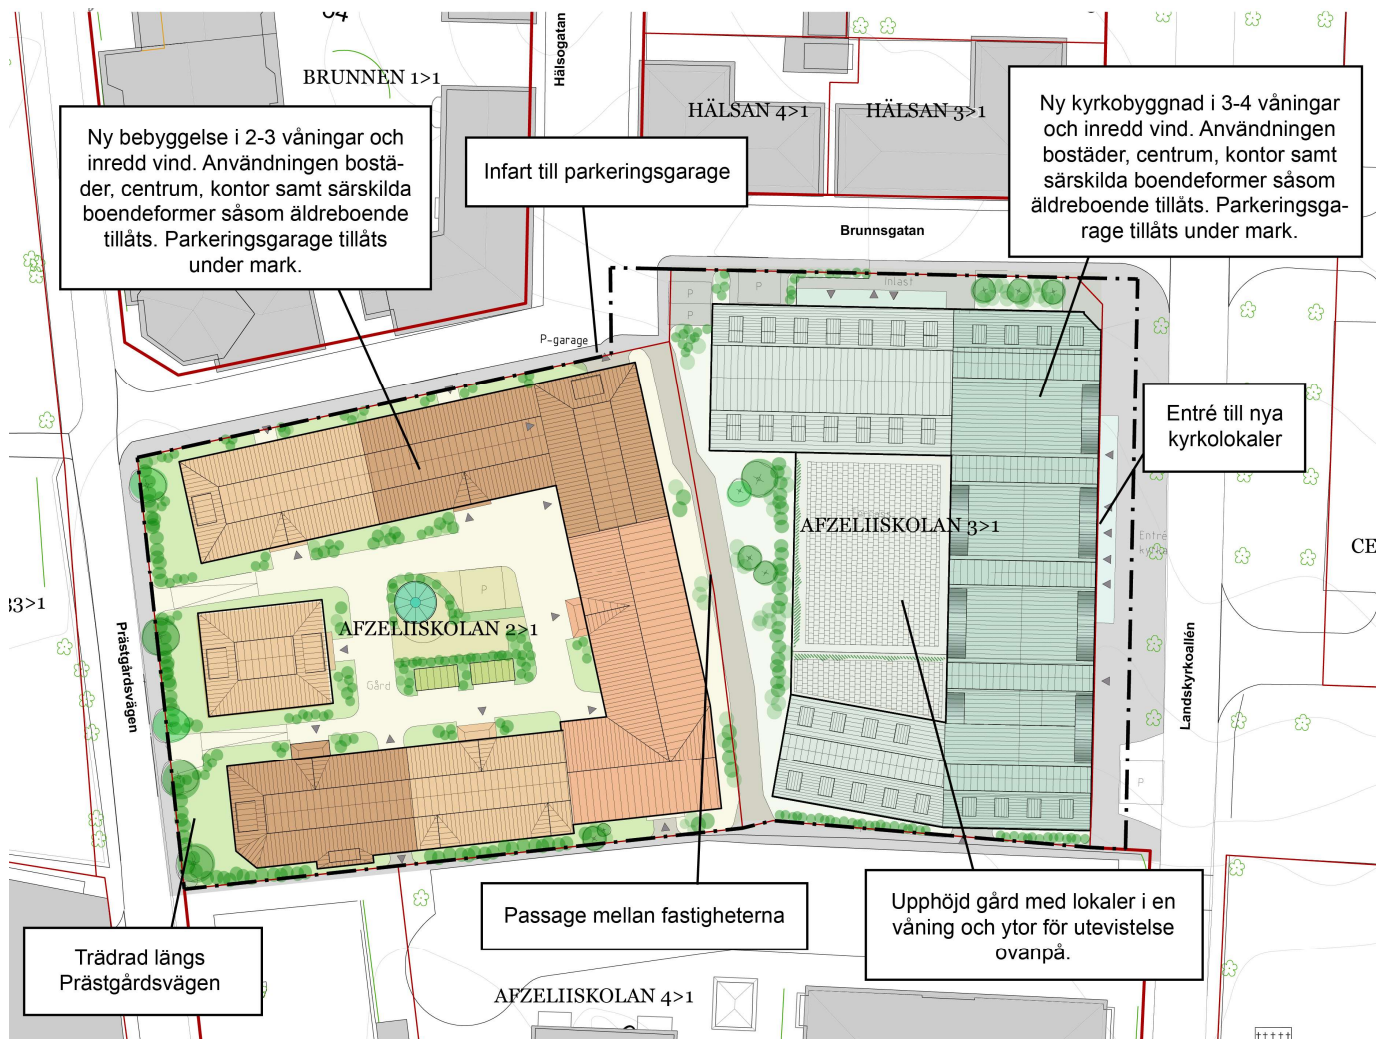 Hälsogatan
BRUNNEN 1>1
HÄLSAN 4>1
HÄLSAN 3>1
Ny bebyggelse i 2-3 våningar och
inredd vind. Användningen bostä-
der, centrum, kontor samt särskilda
boendeformer såsom äldreboende
tillåts. Parkeringsgarage tillåts
under mark.
Infart till parkeringsgarage
Ny kyrkobyggnad i 3-4 våningar
och inredd vind. Användningen
bostäder, centrum, kontor samt
särskilda boendeformer såsom
äldreboende tillåts. Parkeringsga-
rage tillåts under mark.
Brunnsgatan
P
Inlast
P
P
P-garage
Entré till nya
kyrkolokaler
AFZELIISKOLAN 3>1
Entré
kyrka
CE
33>1
P
AFZELIISKOLAN 2>1
Gård
Prästgårdsvägen
Landskyrkoallén
P
Passage mellan fastigheterna
Upphöjd gård med lokaler i en
våning och ytor för utevistelse
ovanpå.
Trädrad längs
Prästgårdsvägen
AFZELIISKOLAN 4>1